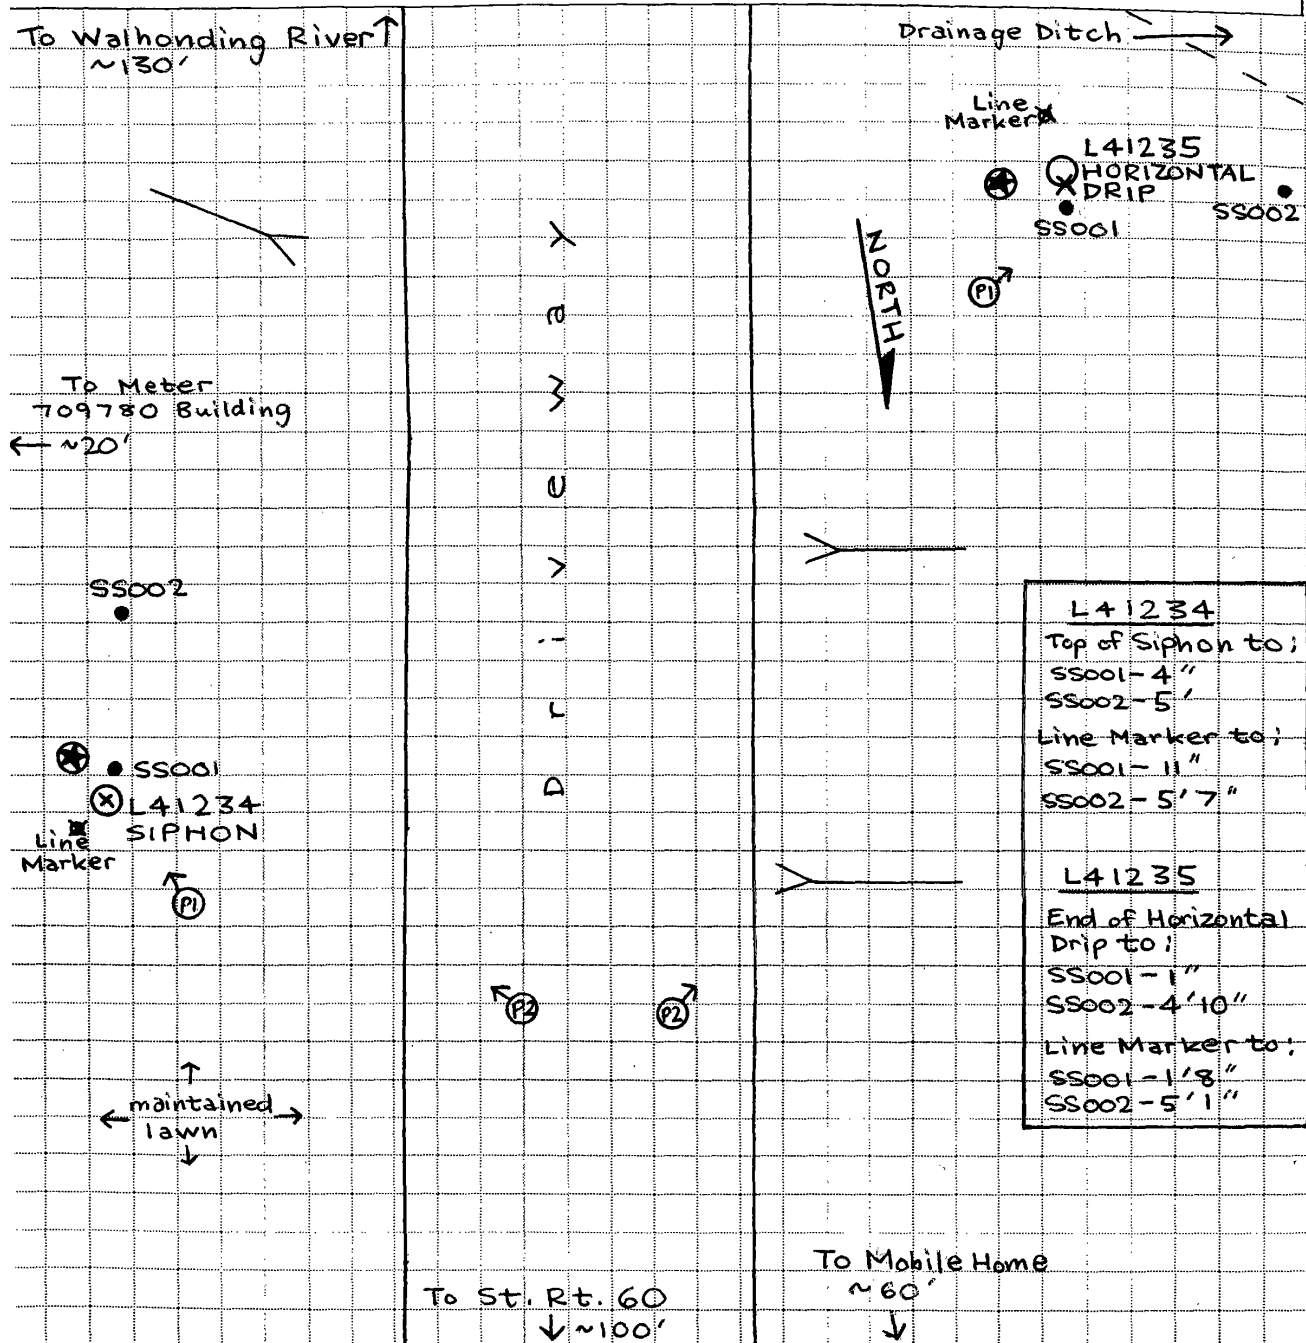 To Walhonding River
~130'
Drainage Ditch
Line
Marker
L41235
HORIZONTAL
DRIP
SS001
SS002
NORTH
P1
Driveway
To Meter
709780 Building
~20'
SS002
SS001
L41234
SIPHON
Line
Marker
P1
P2
P2
maintained
lawn
L41234
Top of Siphon to:
SS001-4"
SS002-5'
Line Marker to:
SS001-11"
SS002-5'7"
L41235
End of Horizontal
Drip to:
SS001-1"
SS002-4'10"
Line Marker to:
SS001-1'8"
SS002-5'1"
To St. Rt. 60
~100'
To Mobile Home
~60'